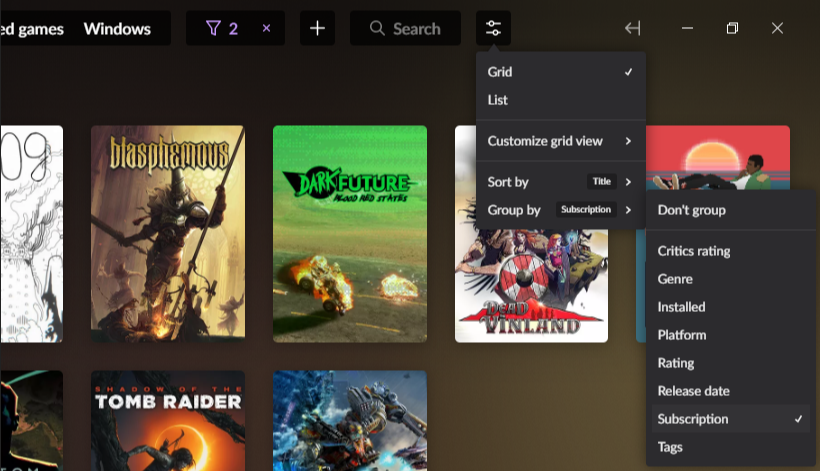 ed games
Windows
2
Search
Grid
List
Customize grid view
Sort by
Title
Group by
Subscription
Don't group
Critics rating
Genre
Installed
Platform
Rating
Release date
Subscription
Tags
09
blasphemous
DARK FUTURE
BLOOD RED STATES
DEAD
VINLAND
SHADOW OF THE
TOMB RAIDER